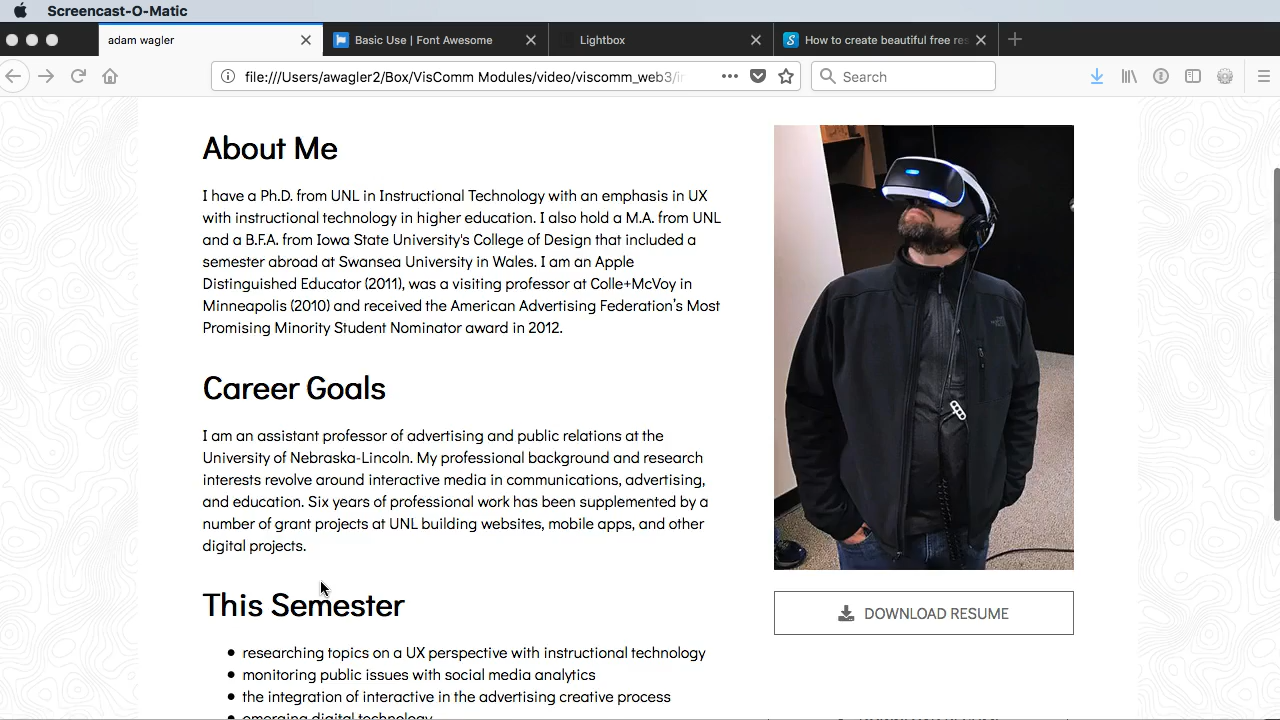 Screencast-O-Matic
adam wagler
Basic Use | Font Awesome
Lightbox
How to create beautiful free res
file:///Users/awagler2/Box/VisComm Modules/video/viscomm_web3/i
Search
About Me
I have a Ph.D. from UNL in Instructional Technology with an emphasis in UX
with instructional technology in higher education. I also hold a M.A. from UNL
and a B.F.A. from Iowa State University's College of Design that included a
semester abroad at Swansea University in Wales. I am an Apple
Distinguished Educator (2011), was a visiting professor at Colle+McVoy in
Minneapolis (2010) and received the American Advertising Federation’s Most
Promising Minority Student Nominator award in 2012.
Career Goals
I am an assistant professor of advertising and public relations at the
University of Nebraska-Lincoln. My professional background and research
interests revolve around interactive media in communications, advertising,
and education. Six years of professional work has been supplemented by a
number of grant projects at UNL building websites, mobile apps, and other
digital projects.
DOWNLOAD RESUME
This Semester
• researching topics on a UX perspective with instructional technology
• monitoring public issues with social media analytics
• the integration of interactive in the advertising creative process
• emerging digital technology